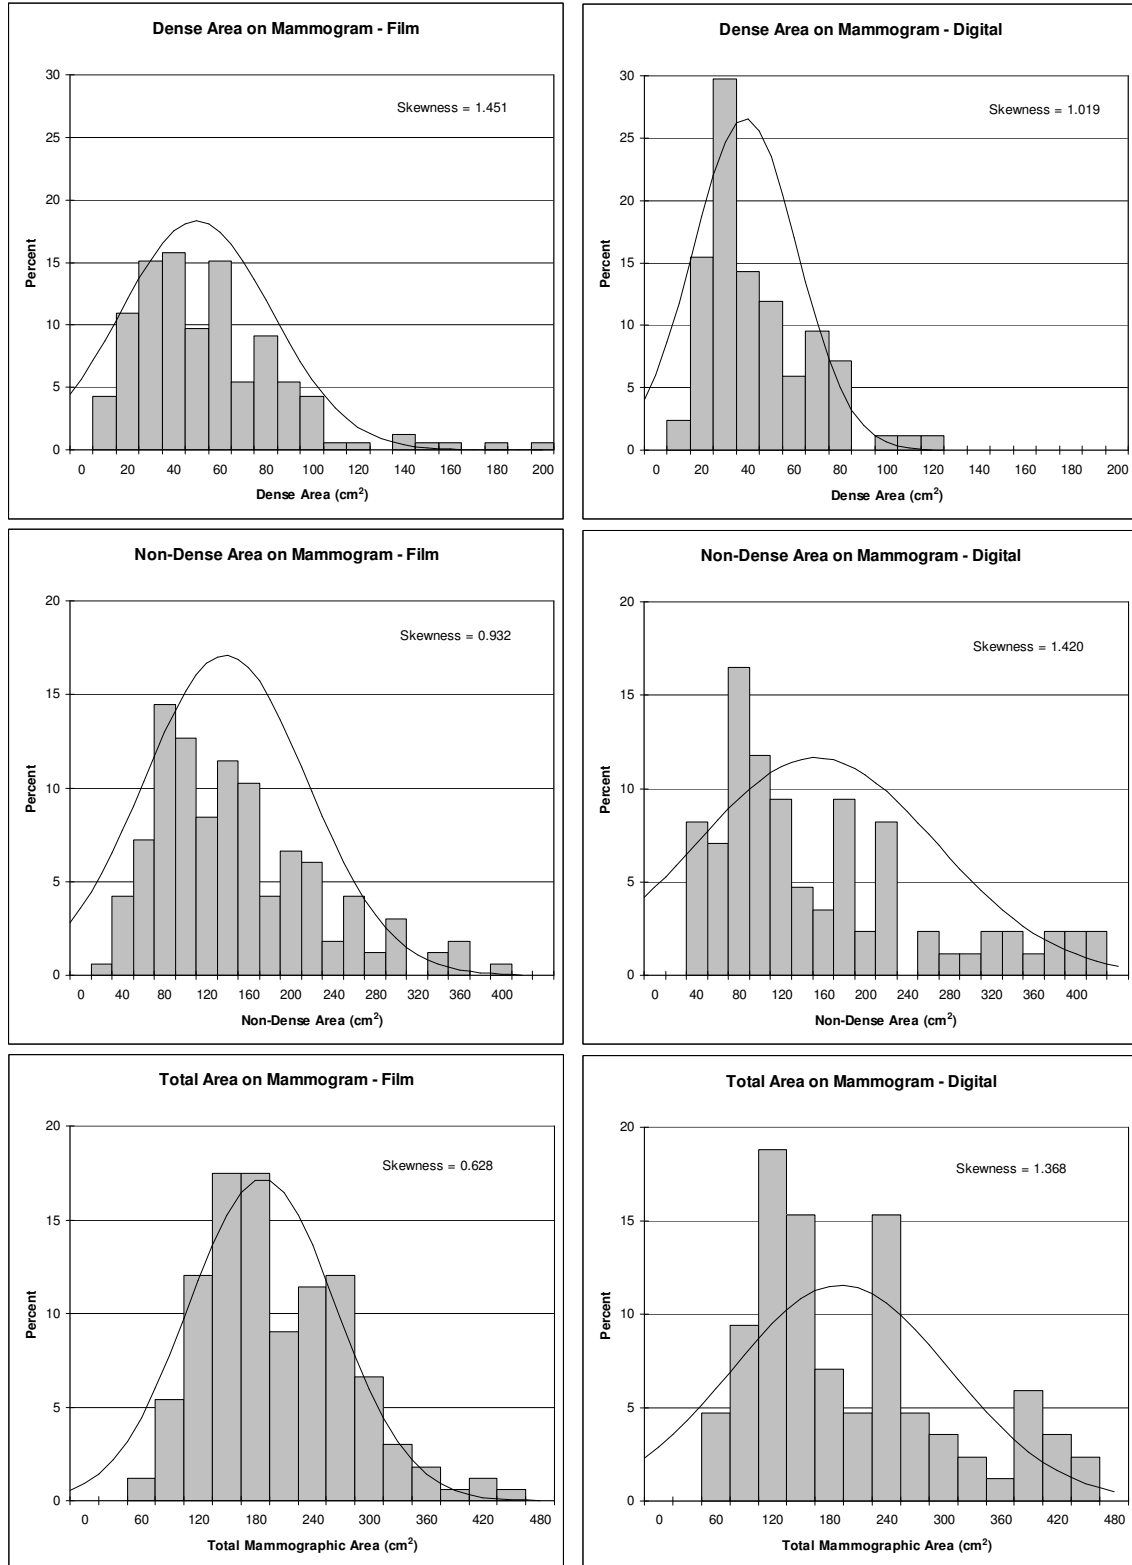 Dense Area on Mammogram - Film
30
25
20
15
10
5
0
Percent
Skewness = 1.451
0 20 40 60 80 100 120 140 160 180 200
Dense Area (cm²)
Dense Area on Mammogram - Digital
30
25
20
15
10
5
0
Percent
Skewness = 1.019
0 20 40 60 80 100 120 140 160 180 200
Dense Area (cm²)
Non-Dense Area on Mammogram - Film
20
15
10
5
0
Percent
Skewness = 0.932
0 40 80 120 160 200 240 280 320 360 400
Non-Dense Area (cm²)
Non-Dense Area on Mammogram - Digital
20
15
10
5
0
Percent
Skewness = 1.420
0 40 80 120 160 200 240 280 320 360 400
Non-Dense Area (cm²)
Total Area on Mammogram - Film
20
15
10
5
0
Percent
Skewness = 0.628
0 60 120 180 240 300 360 420 480
Total Mammographic Area (cm²)
Total Area on Mammogram - Digital
20
15
10
5
0
Percent
Skewness = 1.368
0 60 120 180 240 300 360 420 480
Total Mammographic Area (cm²)